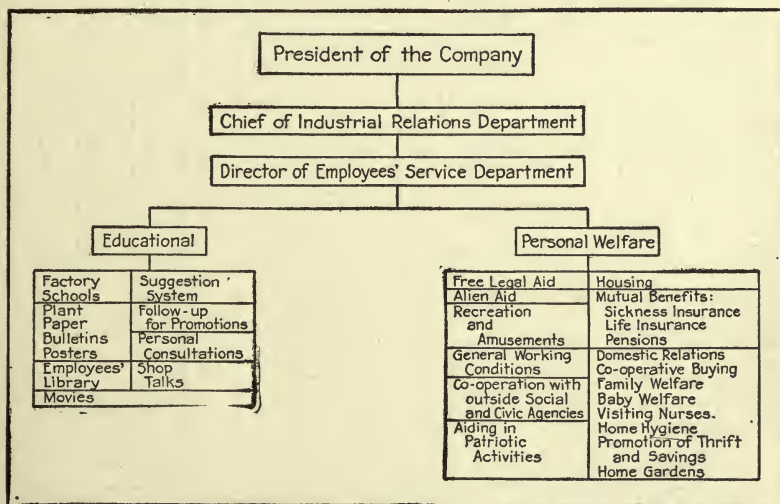 President of the Company
Chief of Industrial Relations Department
Director of Employees' Service Department
Educational
Factory
Schools
Plant
Paper
Bulletins
Posters
Employees'
Library
Movies
Suggestion
System
Follow-up
for Promotions
Personal
Consultations
Shop
Talks
Personal Welfare
Free Legal Aid
Alien Aid
Recreation
and
Amusements
General Working
Conditions
Co-operation with
outside Social
and Civic Agencies
Aiding in
Patriotic
Activities
Housing
Mutual Benefits:
Sickness Insurance
Life Insurance
Pensions
Domestic Relations
Co-operative Buying
Family Welfare
Baby Welfare
Visiting Nurses.
Home Hygiene
Promotion of Thrift
and Savings
Home Gardens